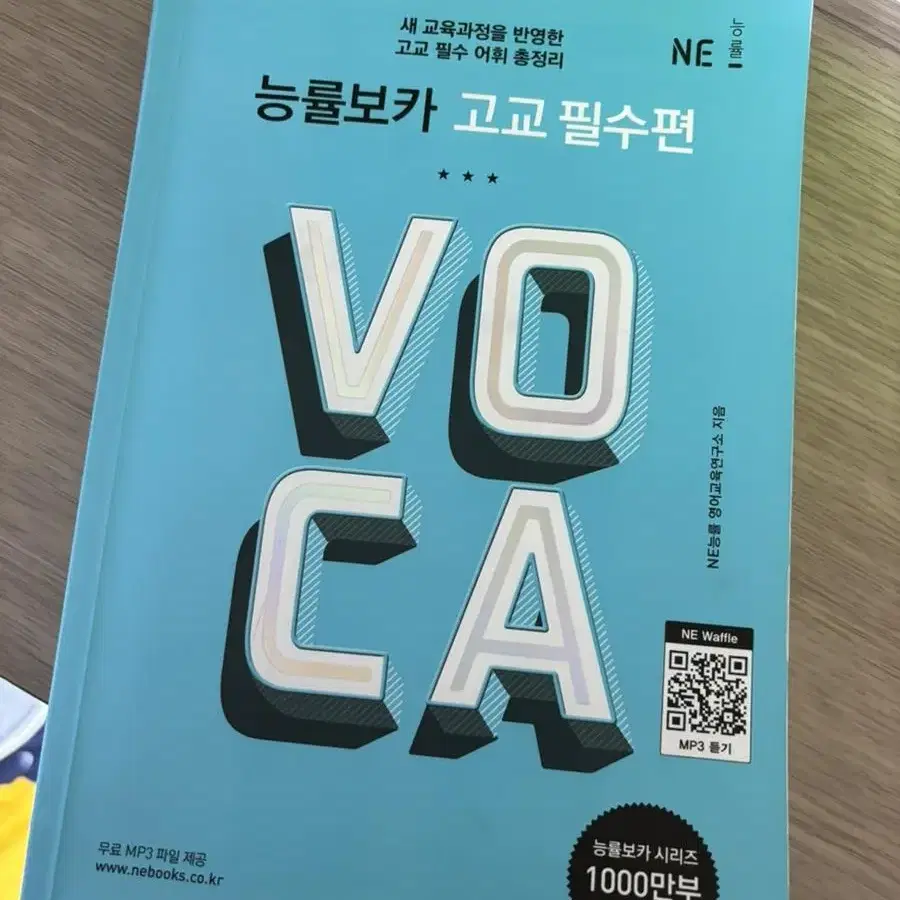 새 교육과정을 반영한
고교 필수 어휘 총정리
NE 능률
능률보카 고교 필수편
VO
CA
NE능률 영어교육연구소 지음
NE Waffle
MP3 듣기
무료 MP3 파일 제공
www.nebooks.co.kr
능률보카 시리즈
1000만부